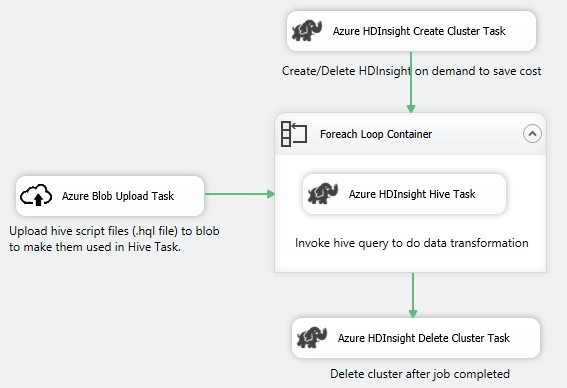 Azure HDInsight Create Cluster Task
Create/Delete HDInsight on demand to save cost
Foreach Loop Container
Azure Blob Upload Task
Azure HDInsight Hive Task
Upload hive script files (.hql file) to blob
to make them used in Hive Task.
Invoke hive query to do data transformation
Azure HDInsight Delete Cluster Task
Delete cluster after job completed